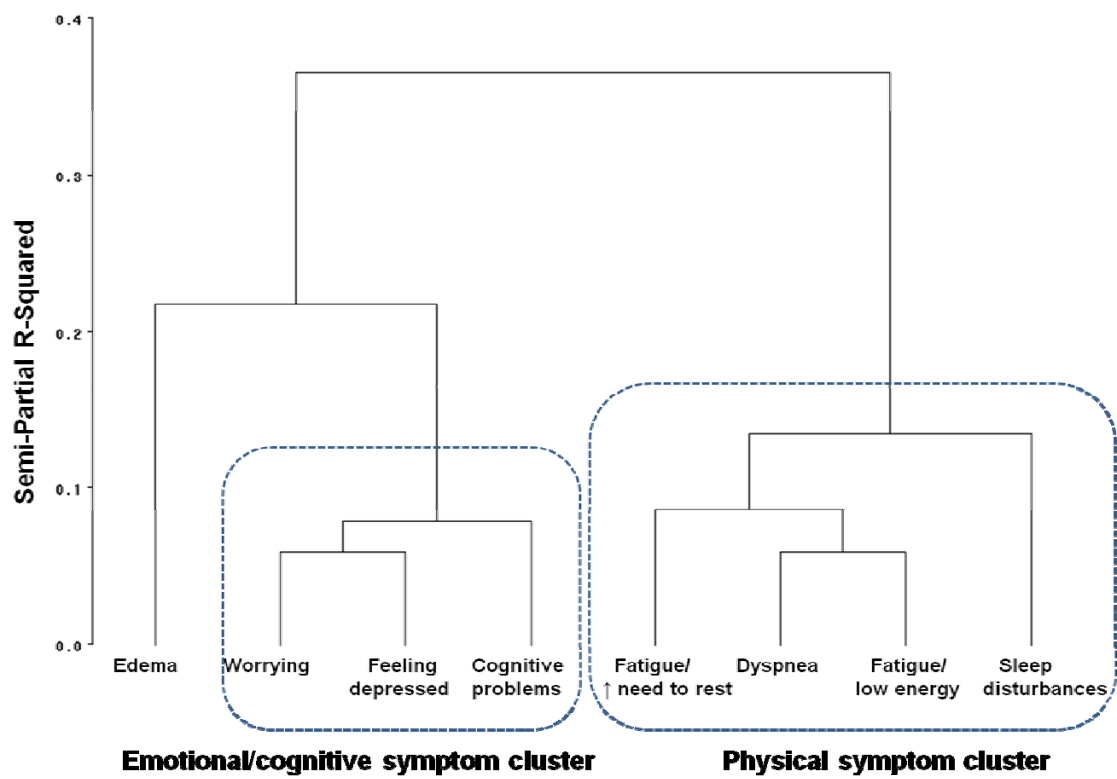 0.4
0.3
0.2
0.1
0.0
Semi-Partial R-Squared
Edema
Worrying
Feeling
depressed
Cognitive
problems
Fatigue/
↑ need to rest
Dyspnea
Fatigue/
low energy
Sleep
disturbances
Emotional/cognitive symptom cluster
Physical symptom cluster